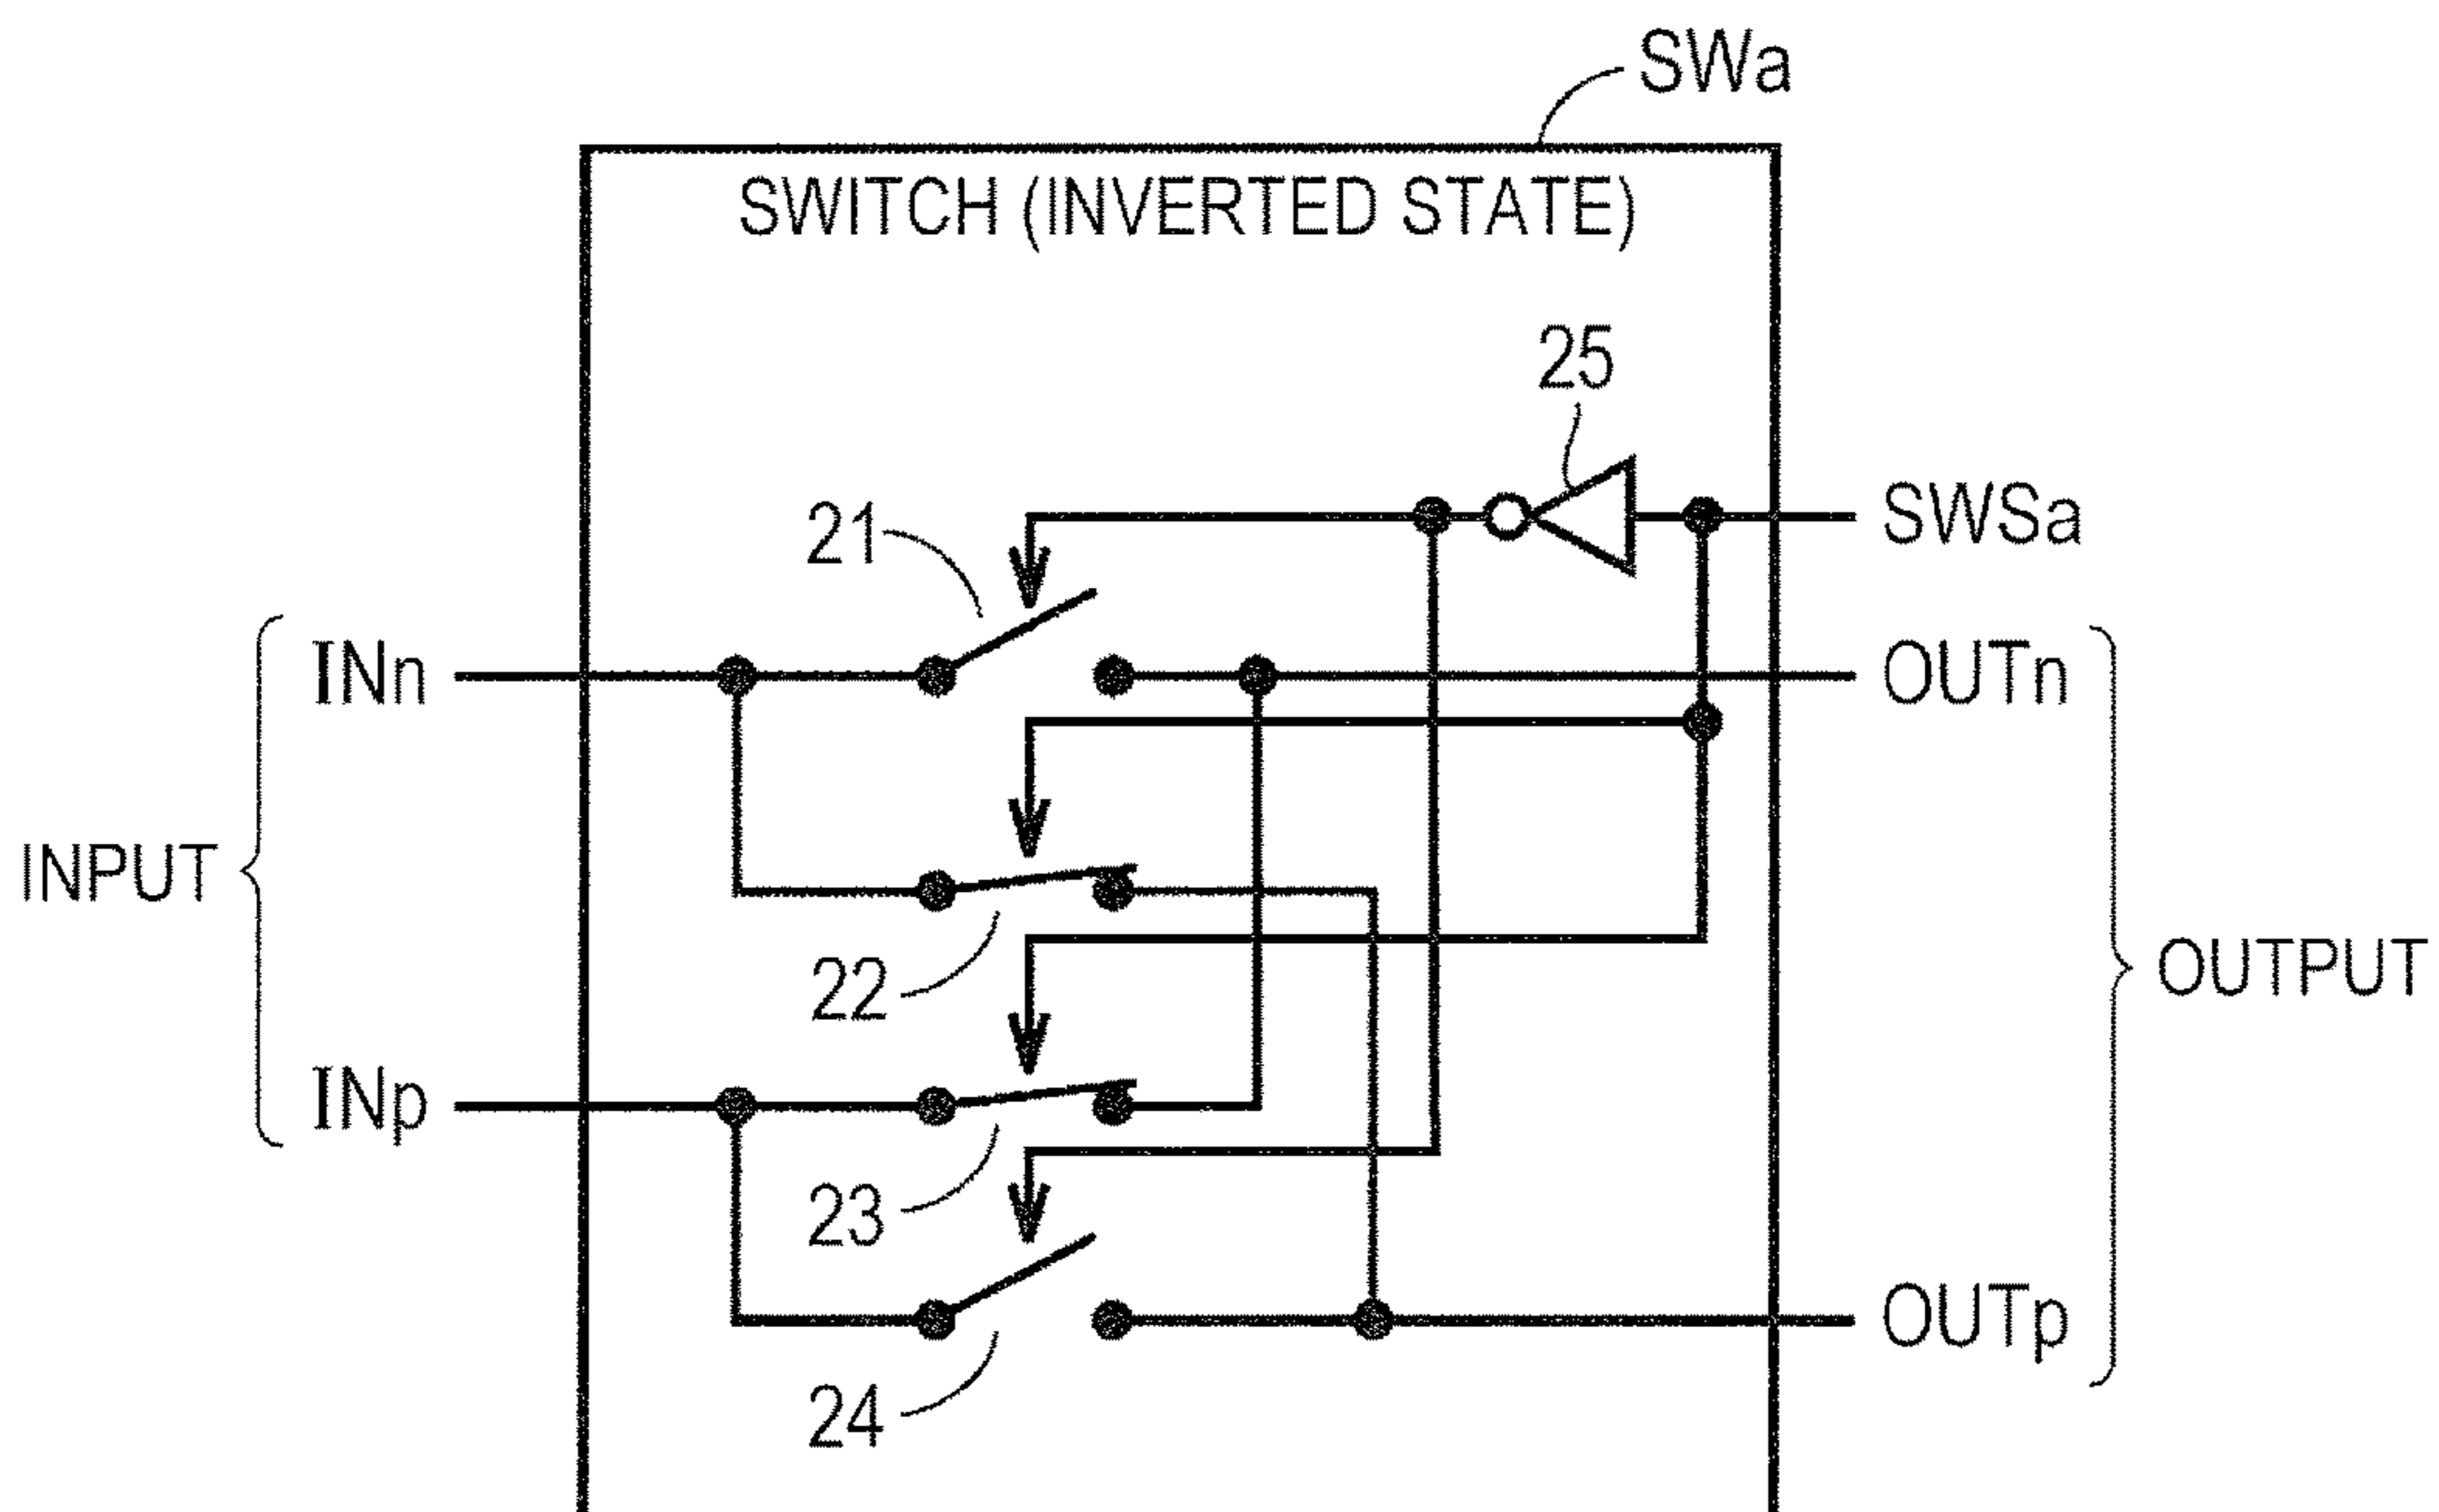 SWa
SWITCH (INVERTED STATE)
25
21
SWSa
INn
OUTn
INPUT
22
OUTPUT
INp
23
OUTp
24